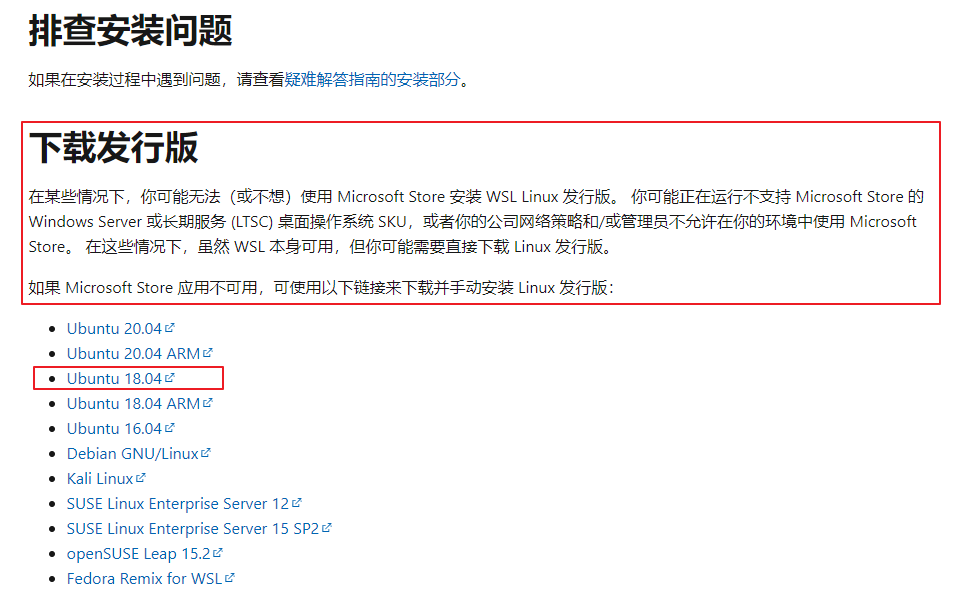 排查安装问题
如果在安装过程中遇到问题，请查看疑难解答指南的安装部分。
下载发行版
在某些情况下，你可能无法（或不想）使用 Microsoft Store 安装 WSL Linux 发行版。 你可能正在运行不支持 Microsoft Store 的
Windows Server 或长期服务 (LTSC) 桌面操作系统 SKU，或者你的公司网络策略和/或管理员不允许在你的环境中使用 Microsoft
Store。 在这些情况下，虽然 WSL 本身可用，但你可能需要直接下载 Linux 发行版。
如果 Microsoft Store 应用不可用，可使用以下链接来下载并手动安装 Linux 发行版：
Ubuntu 20.04
Ubuntu 20.04 ARM
Ubuntu 18.04
Ubuntu 18.04 ARM
Ubuntu 16.04
Debian GNU/Linux
Kali Linux
SUSE Linux Enterprise Server 12
SUSE Linux Enterprise Server 15 SP2
openSUSE Leap 15.2
Fedora Remix for WSL